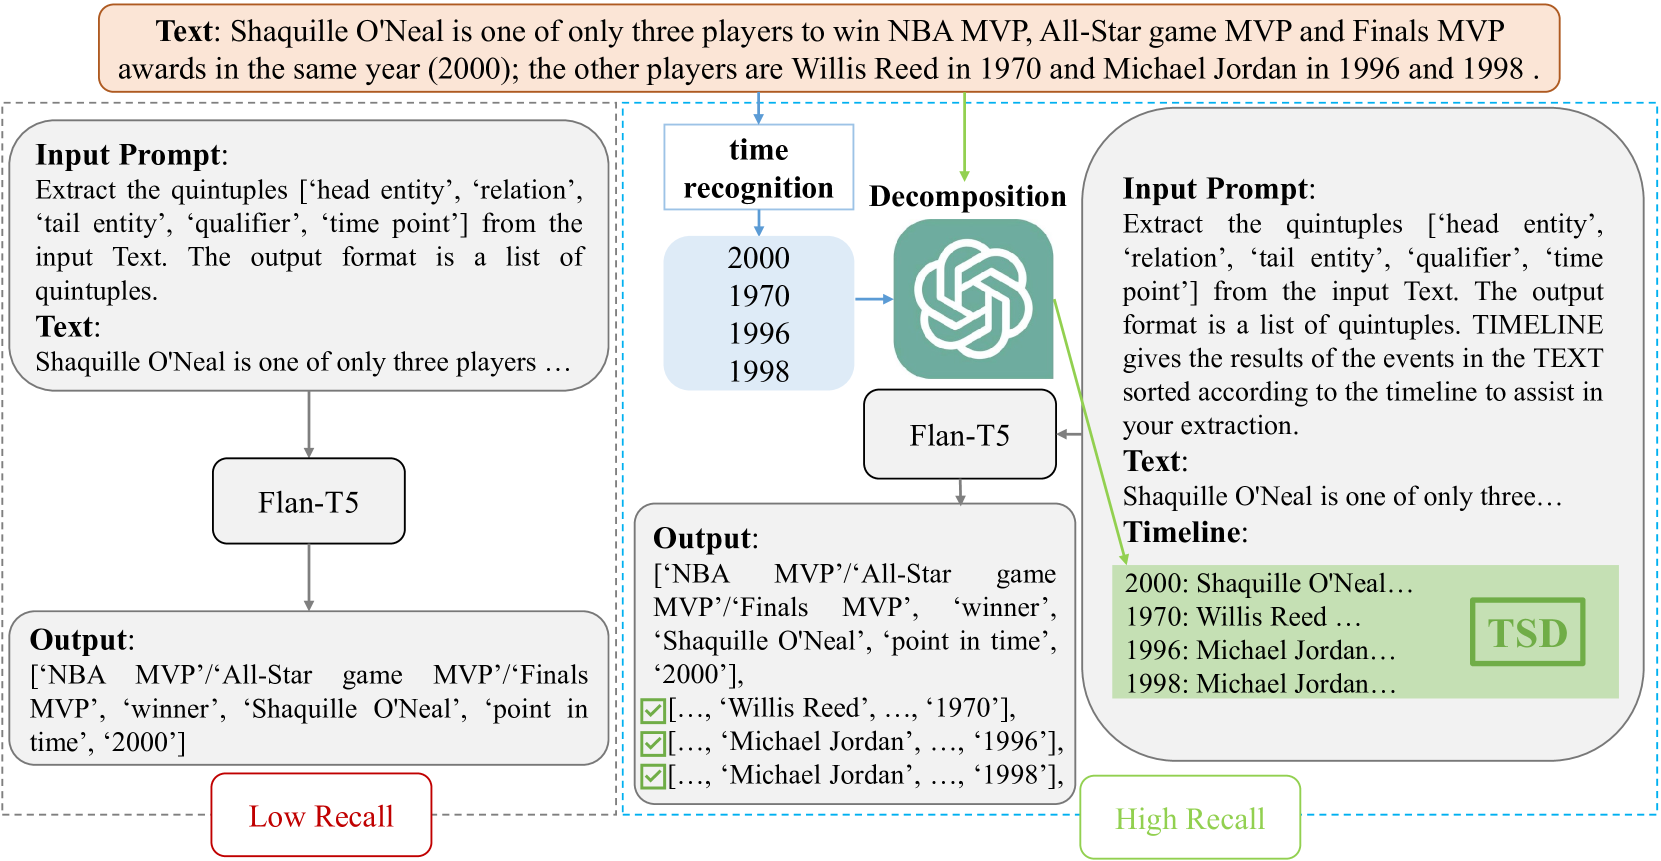 Text: Shaquille O'Neal is one of only three players to win NBA MVP, All-Star game MVP and Finals MVP
awards in the same year (2000); the other players are Willis Reed in 1970 and Michael Jordan in 1996 and 1998 .
Input Prompt:
Extract the quintuples [‘head entity’, ‘relation’,
‘tail entity’, ‘qualifier’, ‘time point’] from the
input Text. The output format is a list of
quintuples.
Text:
Shaquille O'Neal is one of only three players …
Flan-T5
Output:
[‘NBA MVP’/‘All-Star game MVP’/‘Finals
MVP’, ‘winner’, ‘Shaquille O'Neal’, ‘point in
time’, ‘2000’]
Low Recall
time
recognition
2000
1970
1996
1998
Decomposition
Flan-T5
Output:
[‘NBA MVP’/‘All-Star game
MVP’/‘Finals MVP’, ‘winner’,
‘Shaquille O'Neal’, ‘point in time’,
‘2000’],
[…, ‘Willis Reed’, …, ‘1970’],
[…, ‘Michael Jordan’, …, ‘1996’],
[…, ‘Michael Jordan’, …, ‘1998’],
Input Prompt:
Extract the quintuples [‘head entity’,
‘relation’, ‘tail entity’, ‘qualifier’, ‘time
point’] from the input Text. The output
format is a list of quintuples. TIMELINE
gives the results of the events in the TEXT
sorted according to the timeline to assist in
your extraction.
Text:
Shaquille O'Neal is one of only three…
Timeline:
2000: Shaquille O'Neal…
1970: Willis Reed …
1996: Michael Jordan…
1998: Michael Jordan…
TSD
High Recall